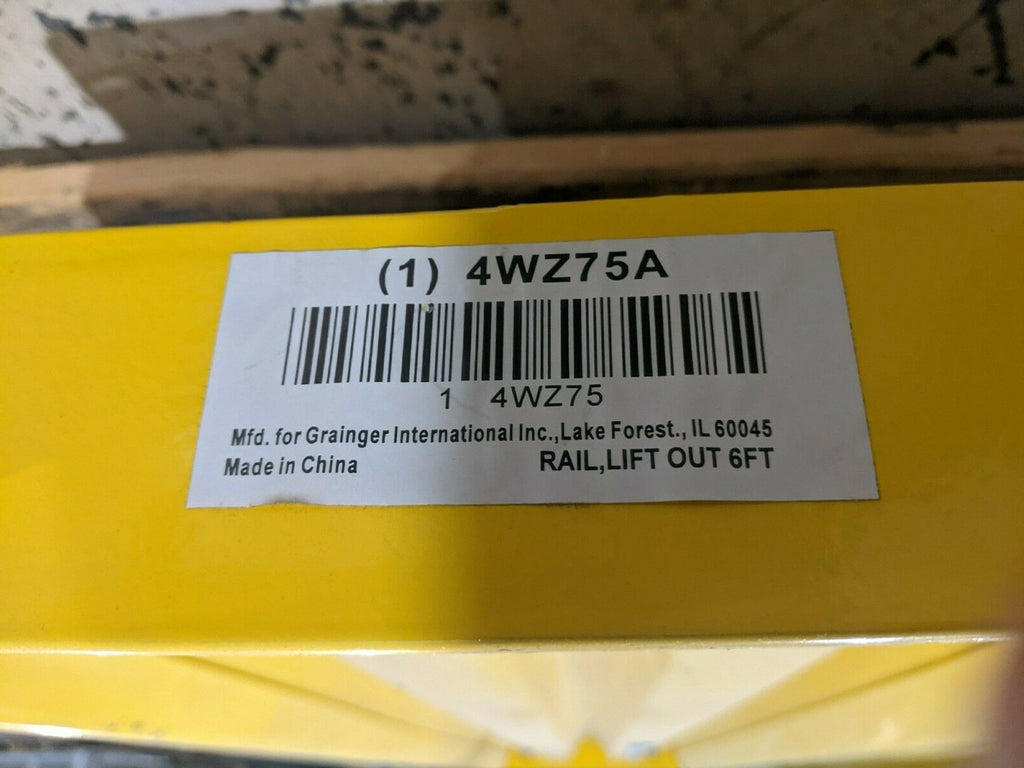 (1) 4WZ75A
1 4WZ75
Mfd. for Grainger International Inc.,Lake Forest., IL 60045
Made in China RAIL,LIFT OUT 6FT